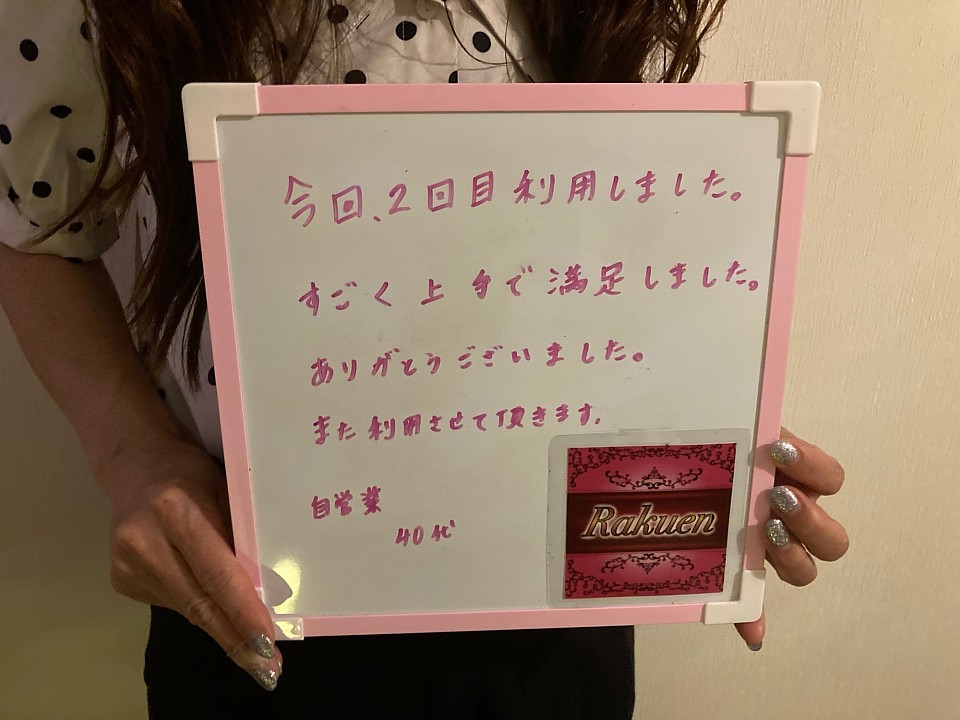 今回、2回目利用しました。
すごく上手で満足しました。
ありがとうございました。
また利用させて頂きます。
自営業
40代
Rakuen